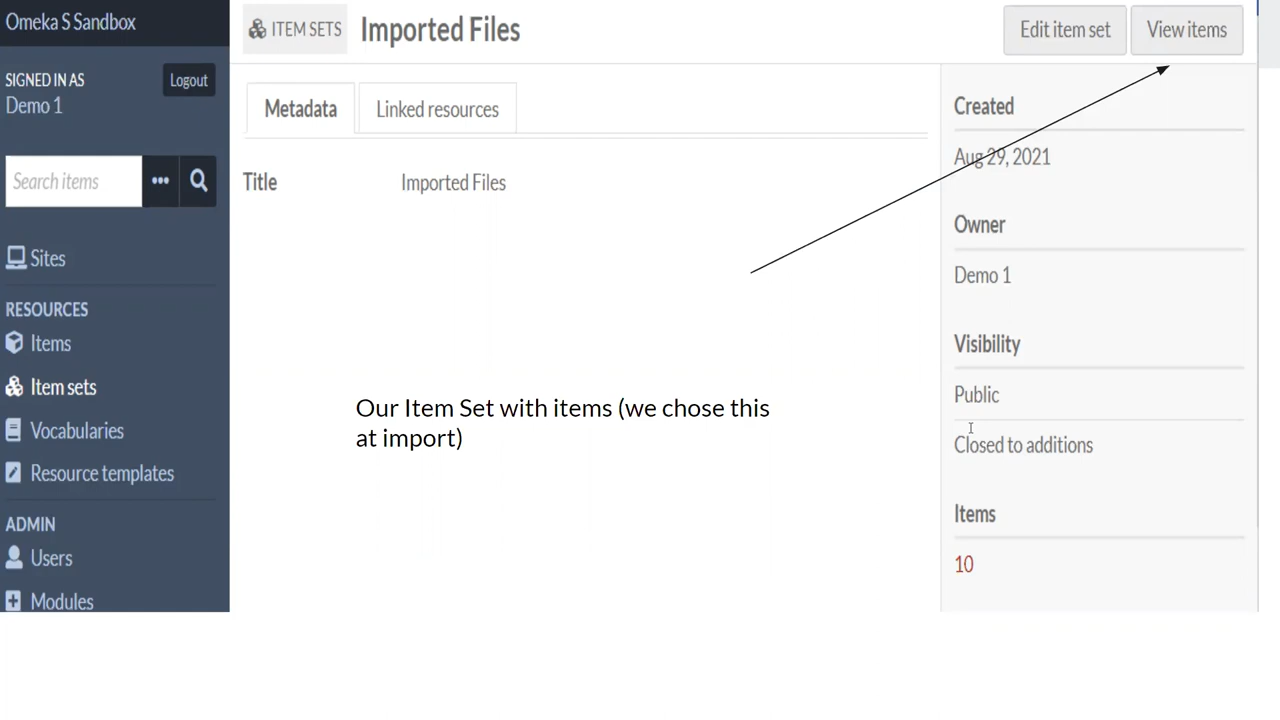 Omeka S Sandbox
SIGNED IN AS
Logout
Demo 1
Search items
Sites
RESOURCES
Items
Item sets
Vocabularies
Resource templates
ADMIN
Users
Modules
ITEM SETS
Imported Files
Edit item set
View items
Metadata
Linked resources
Title
Imported Files
Our Item Set with items (we chose this
at import)
Created
Aug 29, 2021
Owner
Demo 1
Visibility
Public
Closed to additions
Items
10